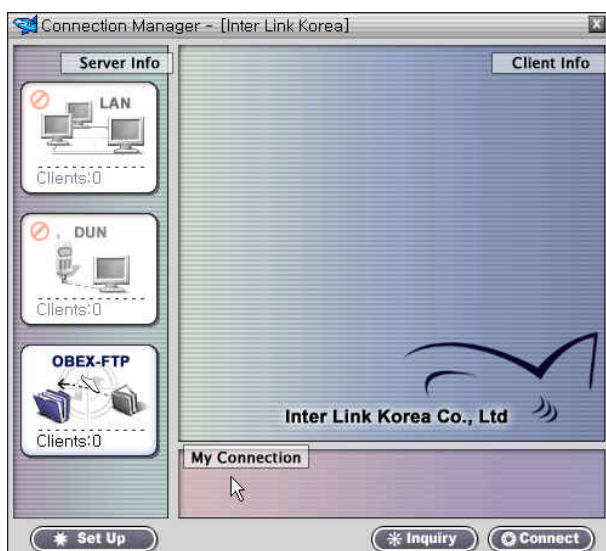 Connection Manager - [Inter Link Korea]
Server Info
Client Info
LAN
Clients:0
DUN
Clients:0
OBEX-FTP
Clients:0
Inter Link Korea Co., Ltd
My Connection
Set Up
Inquiry
Connect